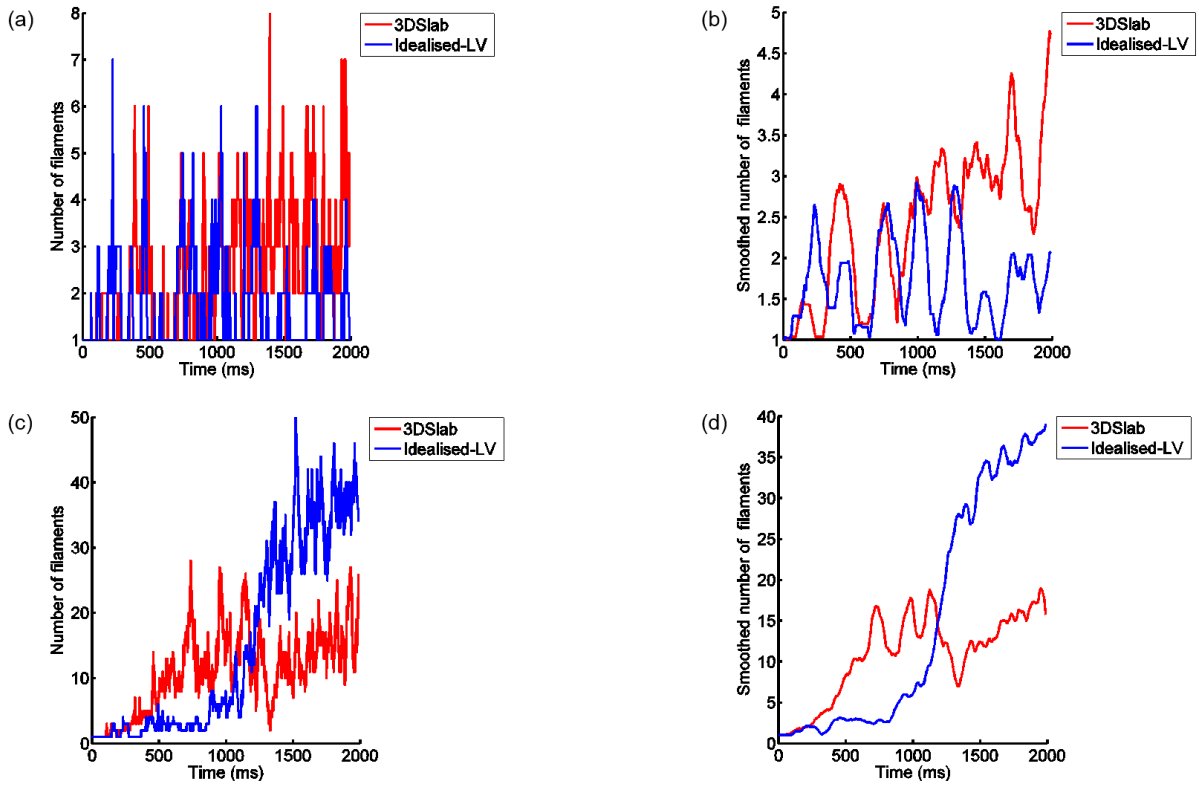 (a)
Number of filaments
8
7
6
5
4
3
2
1
0
500
1000
1500
2000
Time (ms)
3DSlab
Idealised-LV
(b)
Smoothed number of filaments
5
4.5
4
3.5
3
2.5
2
1.5
1
0
500
1000
1500
2000
Time (ms)
3DSlab
Idealised-LV
(c)
Number of filaments
50
40
30
20
10
0
0
500
1000
1500
2000
Time (ms)
3DSlab
Idealised-LV
(d)
Smoothed number of filaments
40
35
30
25
20
15
10
5
0
0
500
1000
1500
2000
Time (ms)
3DSlab
Idealised-LV